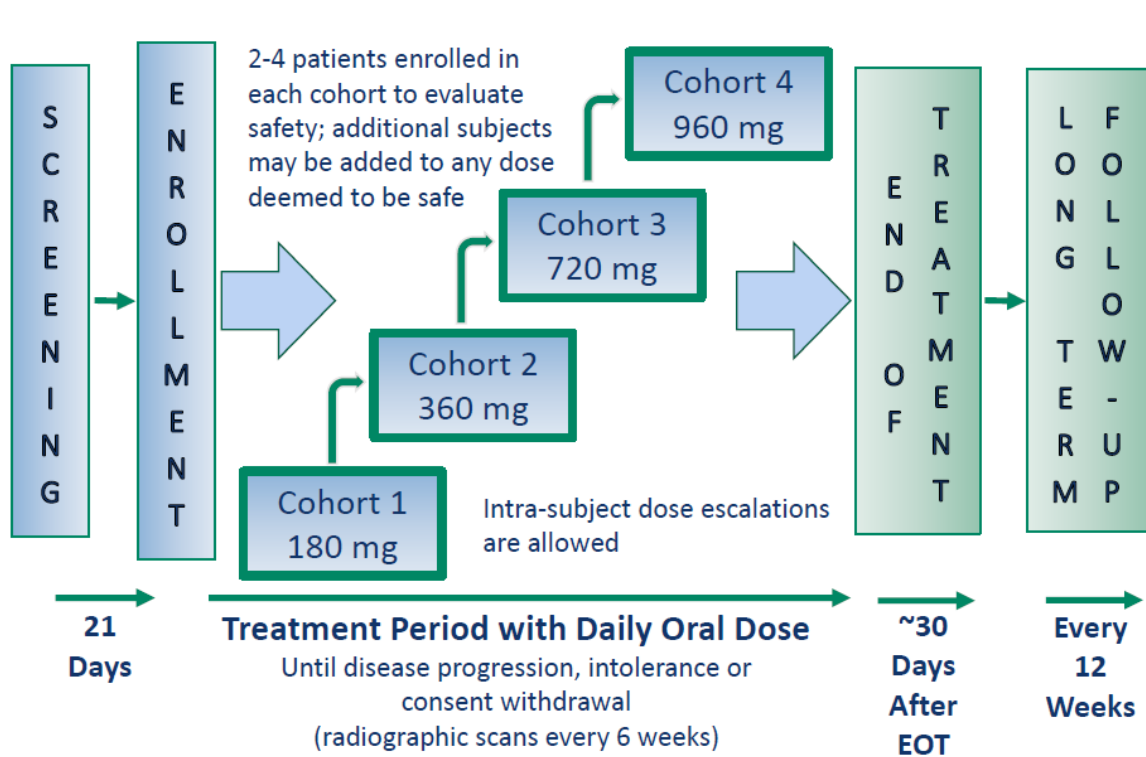 SCREENING
ENROLLMENT
2-4 patients enrolled in
each cohort to evaluate
safety; additional subjects
may be added to any dose
deemed to be safe
Cohort 1
180 mg
Cohort 2
360 mg
Cohort 3
720 mg
Cohort 4
960 mg
Intra-subject dose escalations
are allowed
END OF
TREATMENT
LONG TERM
FOLLOW-UP
21
Days
Treatment Period with Daily Oral Dose
Until disease progression, intolerance or
consent withdrawal
(radiographic scans every 6 weeks)
~30
Days
After
EOT
Every
12
Weeks